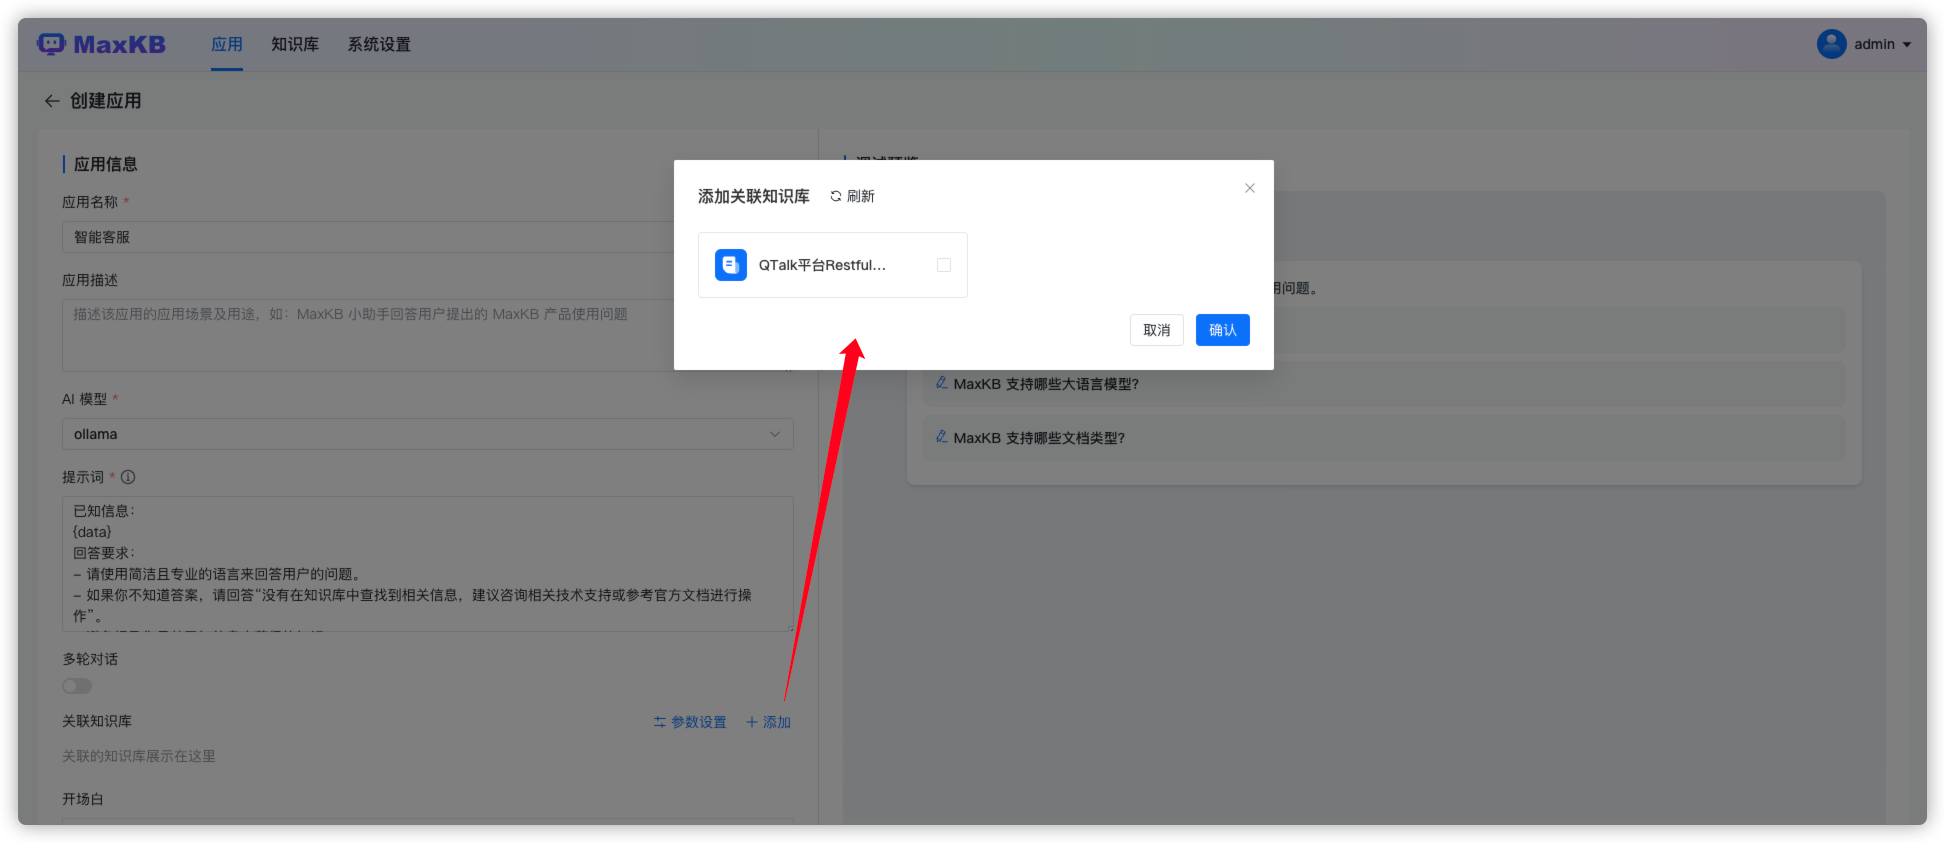 MaxKB
应用
知识库
系统设置
admin
创建应用
应用信息
应用名称 *
智能客服
应用描述
描述该应用的应用场景及用途，如：MaxKB 小助手回答用户提出的 MaxKB 产品使用问题
AI 模型 *
ollama
提示词 *
已知信息：
{data}
回答要求：
- 请使用简洁且专业的语言来回答用户的问题。
- 如果你不知道答案，请回答“没有在知识库中查找到相关信息，建议咨询相关技术支持或参考官方文档进行操
作”。
多轮对话
关联知识库
参数设置
添加
关联的知识库展示在这里
开场白
添加关联知识库
刷新
QTalk平台Restful...
取消
确认
用问题。
MaxKB 支持哪些大语言模型?
MaxKB 支持哪些文档类型?